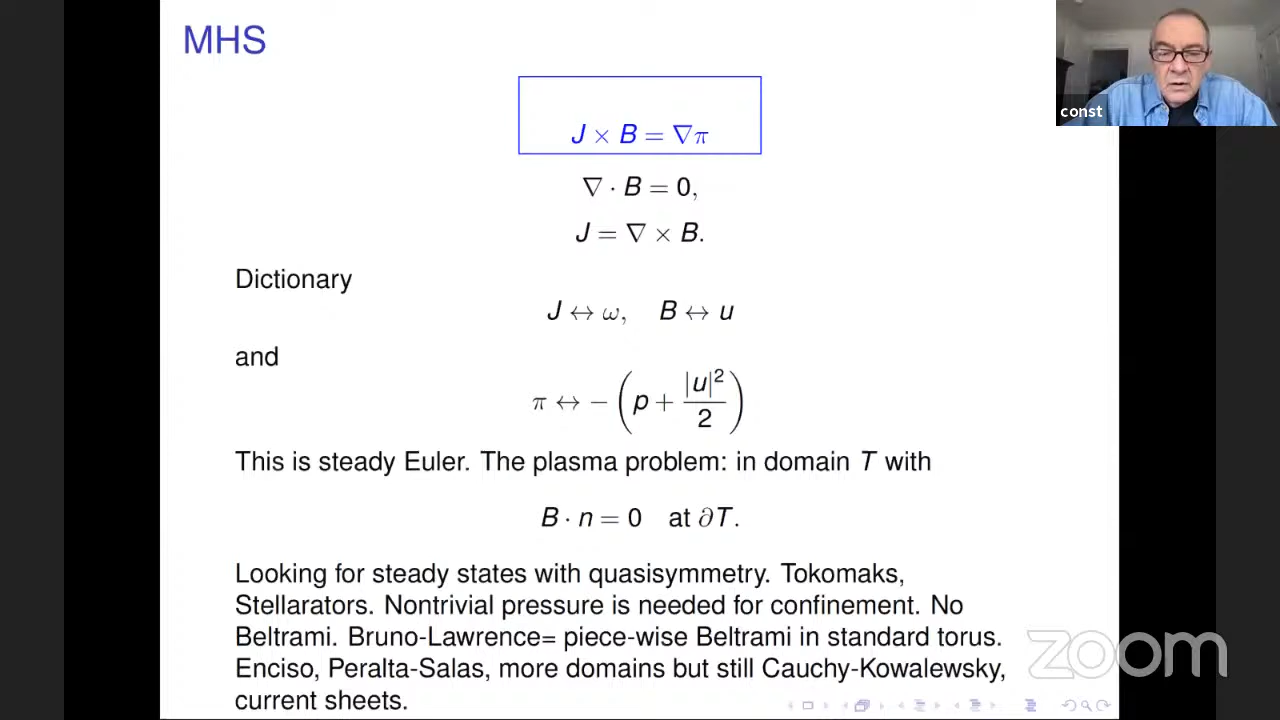 MHS
J × B = ∇π
∇ · B = 0,
J = ∇ × B.
Dictionary
J ↔ ω, B ↔ u
and
π ↔ − (p + |u|²/2)
This is steady Euler. The plasma problem: in domain T with
B · n = 0 at ∂T.
Looking for steady states with quasisymmetry. Tokomaks,
Stellarators. Nontrivial pressure is needed for confinement. No
Beltrami. Bruno-Lawrence= piece-wise Beltrami in standard torus.
Enciso, Peralta-Salas, more domains but still Cauchy-Kowalewsky,
current sheets.
const
zoom